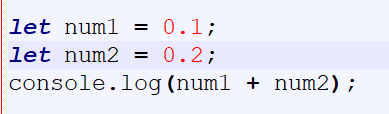 let num1 = 0.1;
let num2 = 0.2;
console.log(num1 + num2);